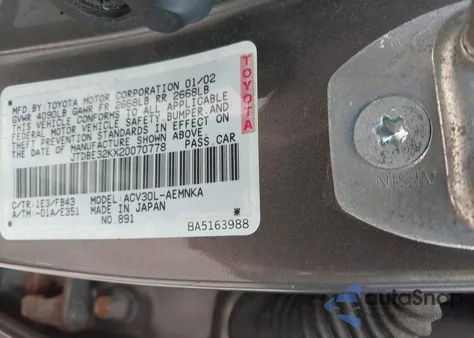 MFD. BY: TOYOTA MOTOR CORPORATION 01/02
GVWR 4090LB GAWR FR 2668LB RR 2668LB
THIS VEHICLE CONFORMS TO ALL APPLICABLE
FEDERAL MOTOR VEHICLE SAFETY, BUMPER, AND
THEFT PREVENTION STANDARDS IN EFFECT ON
THE DATE OF MANUFACTURE SHOWN ABOVE.
JTDBE32KX20070778 PASS. CAR
TOYOTA
C/TR: 1E3/FB43 MODEL: ACV30L-AEMNKA
A/TM: -01A/E351 MADE IN JAPAN
NO. 891
BA5163988
autoSnap